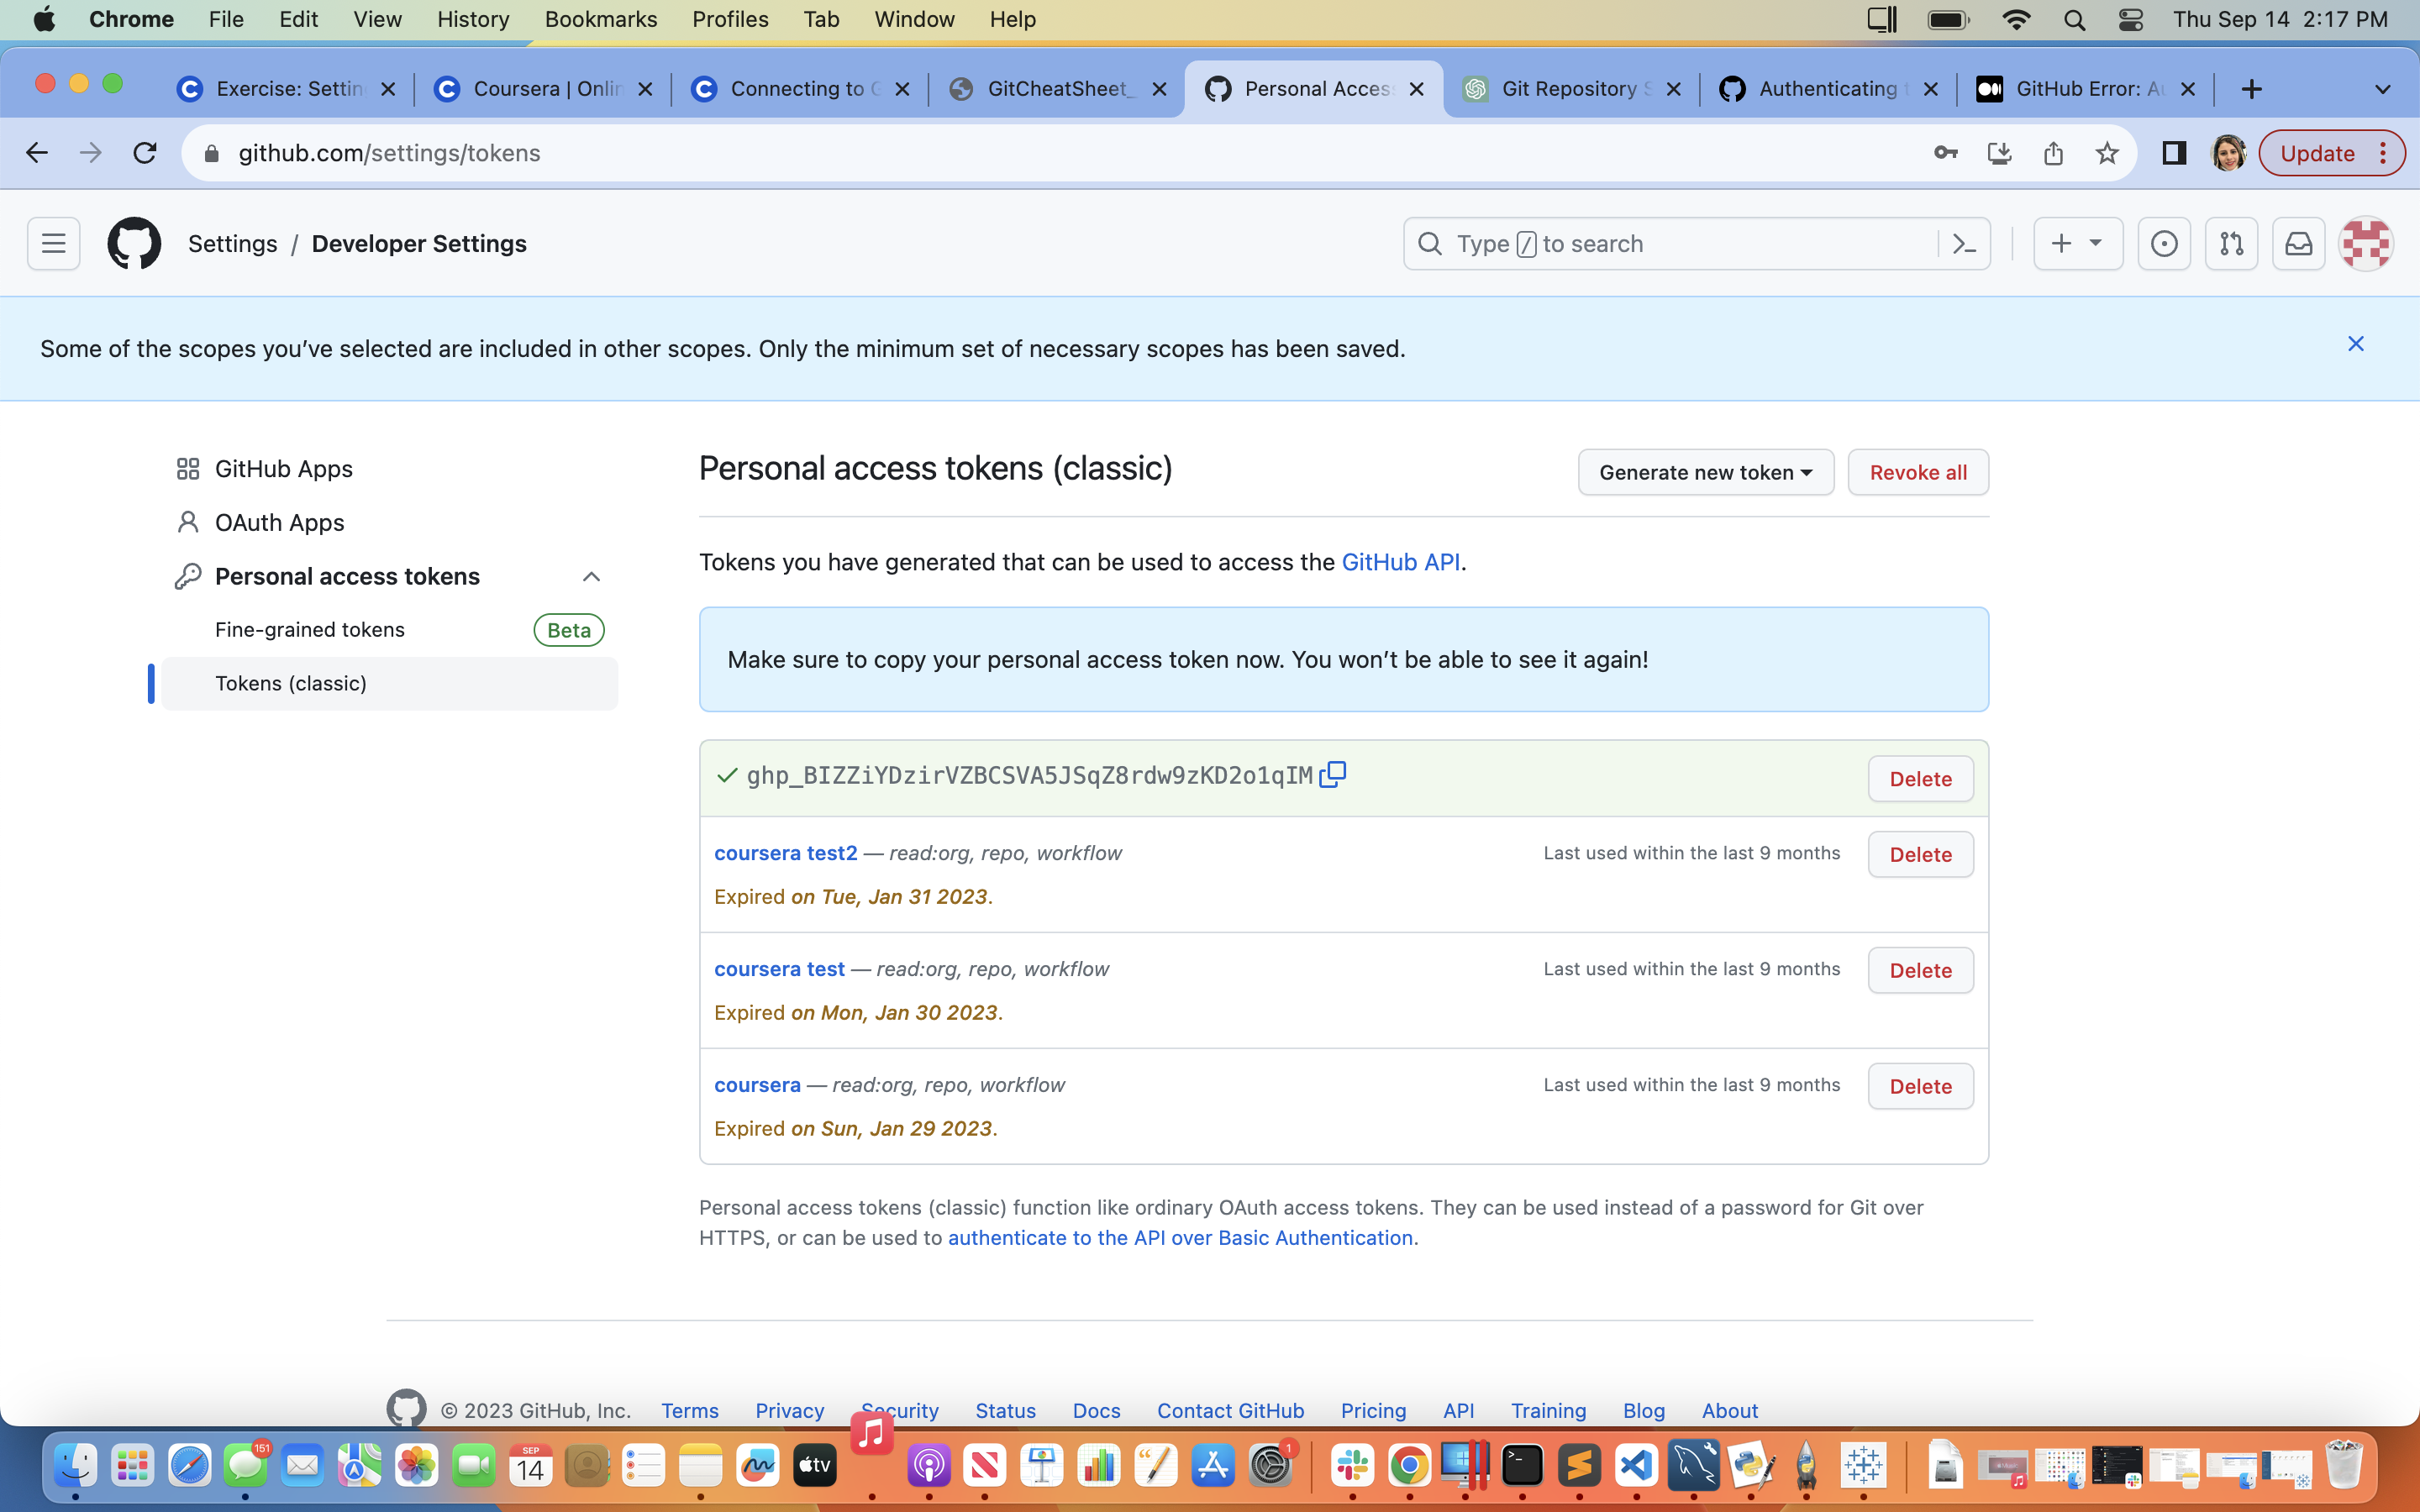 Chrome File Edit View History Bookmarks Profiles Tab Window Help Thu Sep 14 2:17 PM
Exercise: Settin Coursera | Onlin Connecting to G GitCheatSheet_ Personal Acces Git Repository S Authenticating t GitHub Error: Au
github.com/settings/tokens Update
Settings / Developer Settings Type / to search
Some of the scopes you’ve selected are included in other scopes. Only the minimum set of necessary scopes has been saved.
GitHub Apps
OAuth Apps
Personal access tokens
Fine-grained tokens Beta
Tokens (classic)
Personal access tokens (classic) Generate new token Revoke all
Tokens you have generated that can be used to access the GitHub API.
Make sure to copy your personal access token now. You won’t be able to see it again!
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 Delete
coursera test2 — read:org, repo, workflow Last used within the last 9 months Delete
Expired on Tue, Jan 31 2023.
coursera test — read:org, repo, workflow Last used within the last 9 months Delete
Expired on Mon, Jan 30 2023.
coursera — read:org, repo, workflow Last used within the last 9 months Delete
Expired on Sun, Jan 29 2023.
Personal access tokens (classic) function like ordinary OAuth access tokens. They can be used instead of a password for Git over
HTTPS, or can be used to authenticate to the API over Basic Authentication.
© 2023 GitHub, Inc. Terms Privacy Security Status Docs Contact GitHub Pricing API Training Blog About
151 SEP 14 tv 1